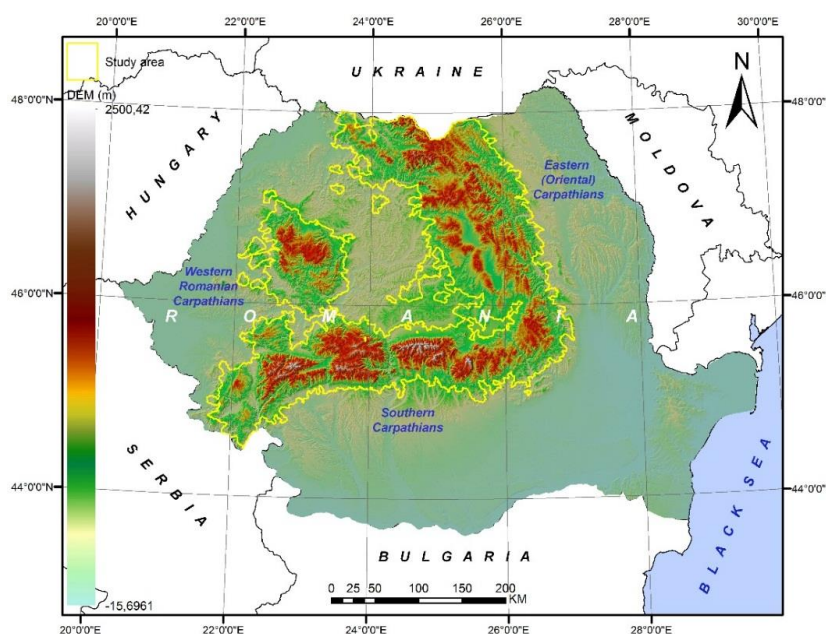 20°0'0"E 22°0'0"E 24°0'0"E 26°0'0"E 28°0'0"E 30°0'0"E
Study area
UKRAINE
N
48°0'0"N
48°0'0"N
DEM (m)
2500,42
HUNGARY
MOLDOVA
Eastern
(Oriental)
Carpathians
Western
Romanian
Carpathians
46°0'0"N
46°0'0"N
ROMANIA
Southern
Carpathians
SERBIA
BLACK SEA
44°0'0"N
44°0'0"N
BULGARIA
0 25 50 100 150 200
KM
-15,6961
20°0'0"E 22°0'0"E 24°0'0"E 26°0'0"E 28°0'0"E